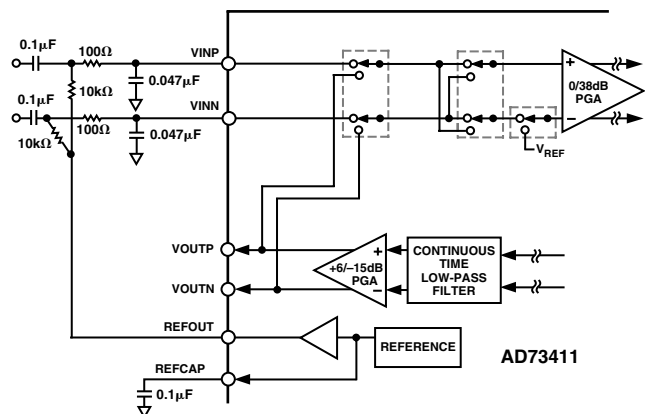 0.1μF
100Ω
VINP
0.047μF
10kΩ
0.1μF
VINN
100Ω
0.047μF
10kΩ
+
0/38dB
PGA
–
VREF
VOUTP
+
+6/–15dB
PGA
–
CONTINUOUS
TIME
LOW-PASS
FILTER
VOUTN
REFOUT
REFERENCE
AD73411
REFCAP
0.1μF